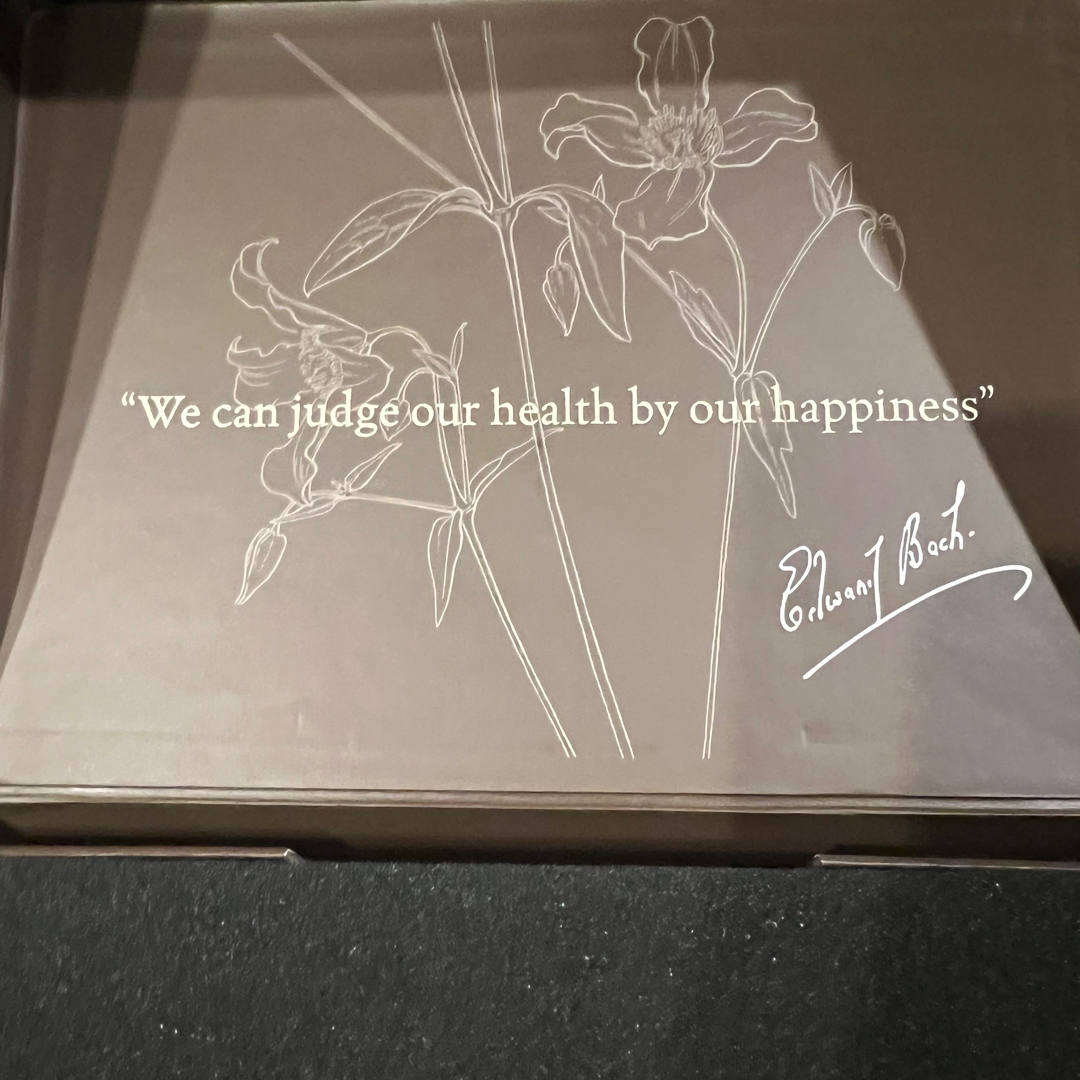 “We can judge our health by our happiness”
Edward Bach.